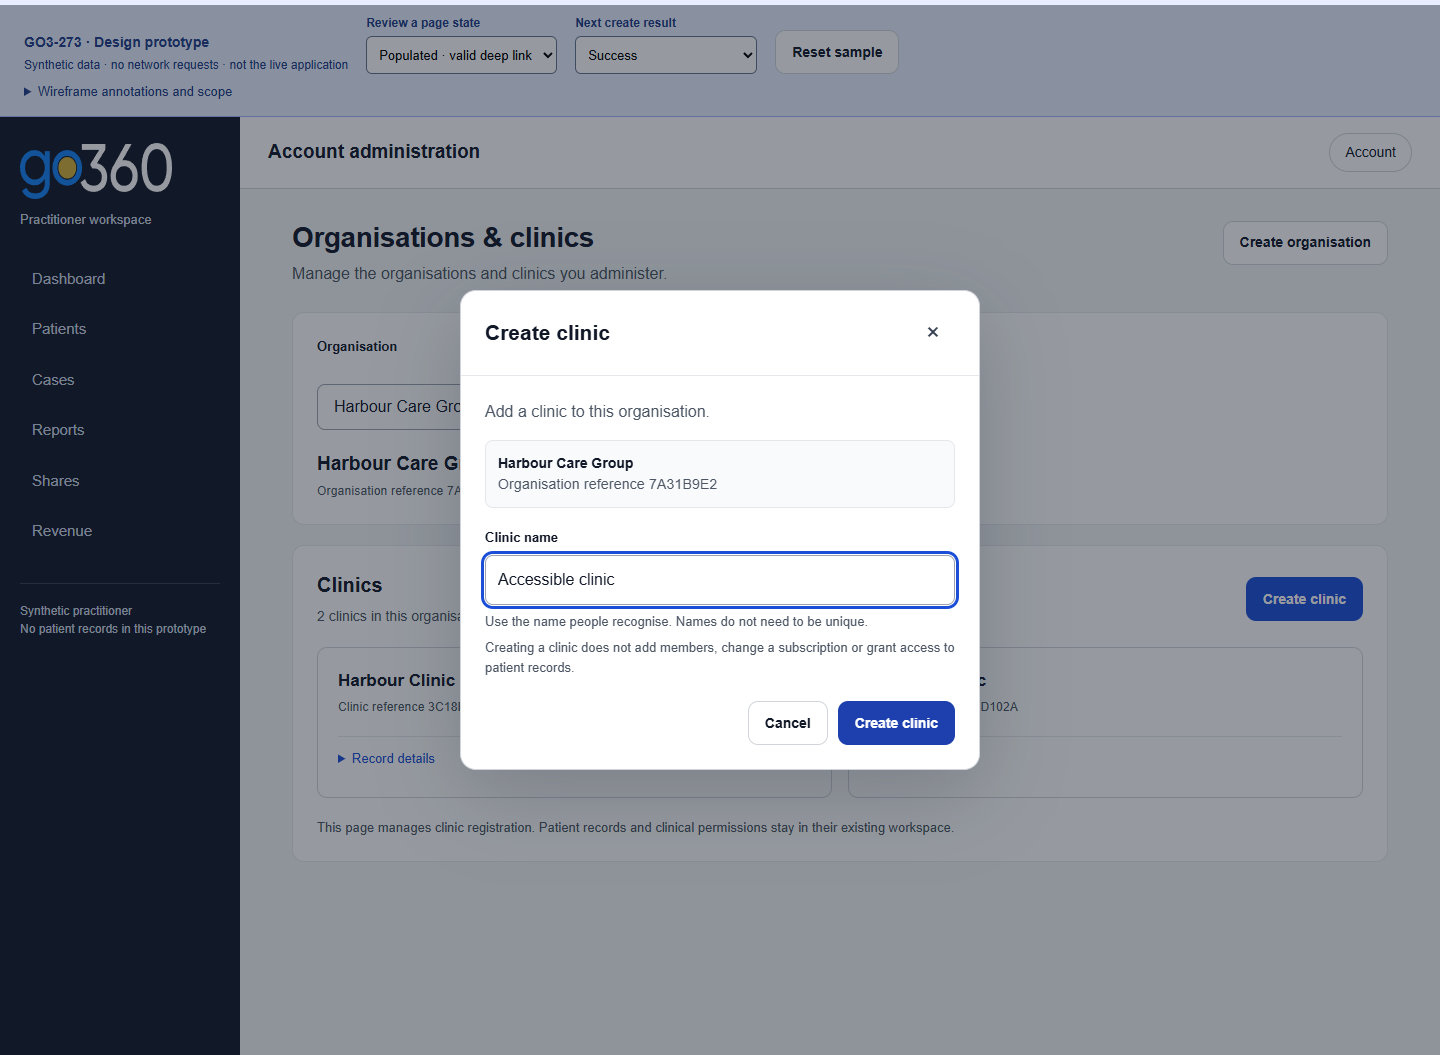 GO3-273 · Design prototype
Synthetic data · no network requests · not the live application
Wireframe annotations and scope
Review a page state
Populated · valid deep link
Next create result
Success
Reset sample
go360
Practitioner workspace
Dashboard
Patients
Cases
Reports
Shares
Revenue
Synthetic practitioner
No patient records in this prototype
Account administration
Account
Organisations & clinics
Manage the organisations and clinics you administer.
Create organisation
Organisation
Harbour Care
Harbour Care
Organisation reference
Clinics
2 clinics in this
Create clinic
Harbour Clinic
Clinic reference
Record details
D102A
This page manages clinic registration. Patient records and clinical permissions stay in their existing workspace.
Create clinic
×
Add a clinic to this organisation.
Harbour Care Group
Organisation reference 7A31B9E2
Clinic name
Accessible clinic
Use the name people recognise. Names do not need to be unique.
Creating a clinic does not add members, change a subscription or grant access to
patient records.
Cancel
Create clinic